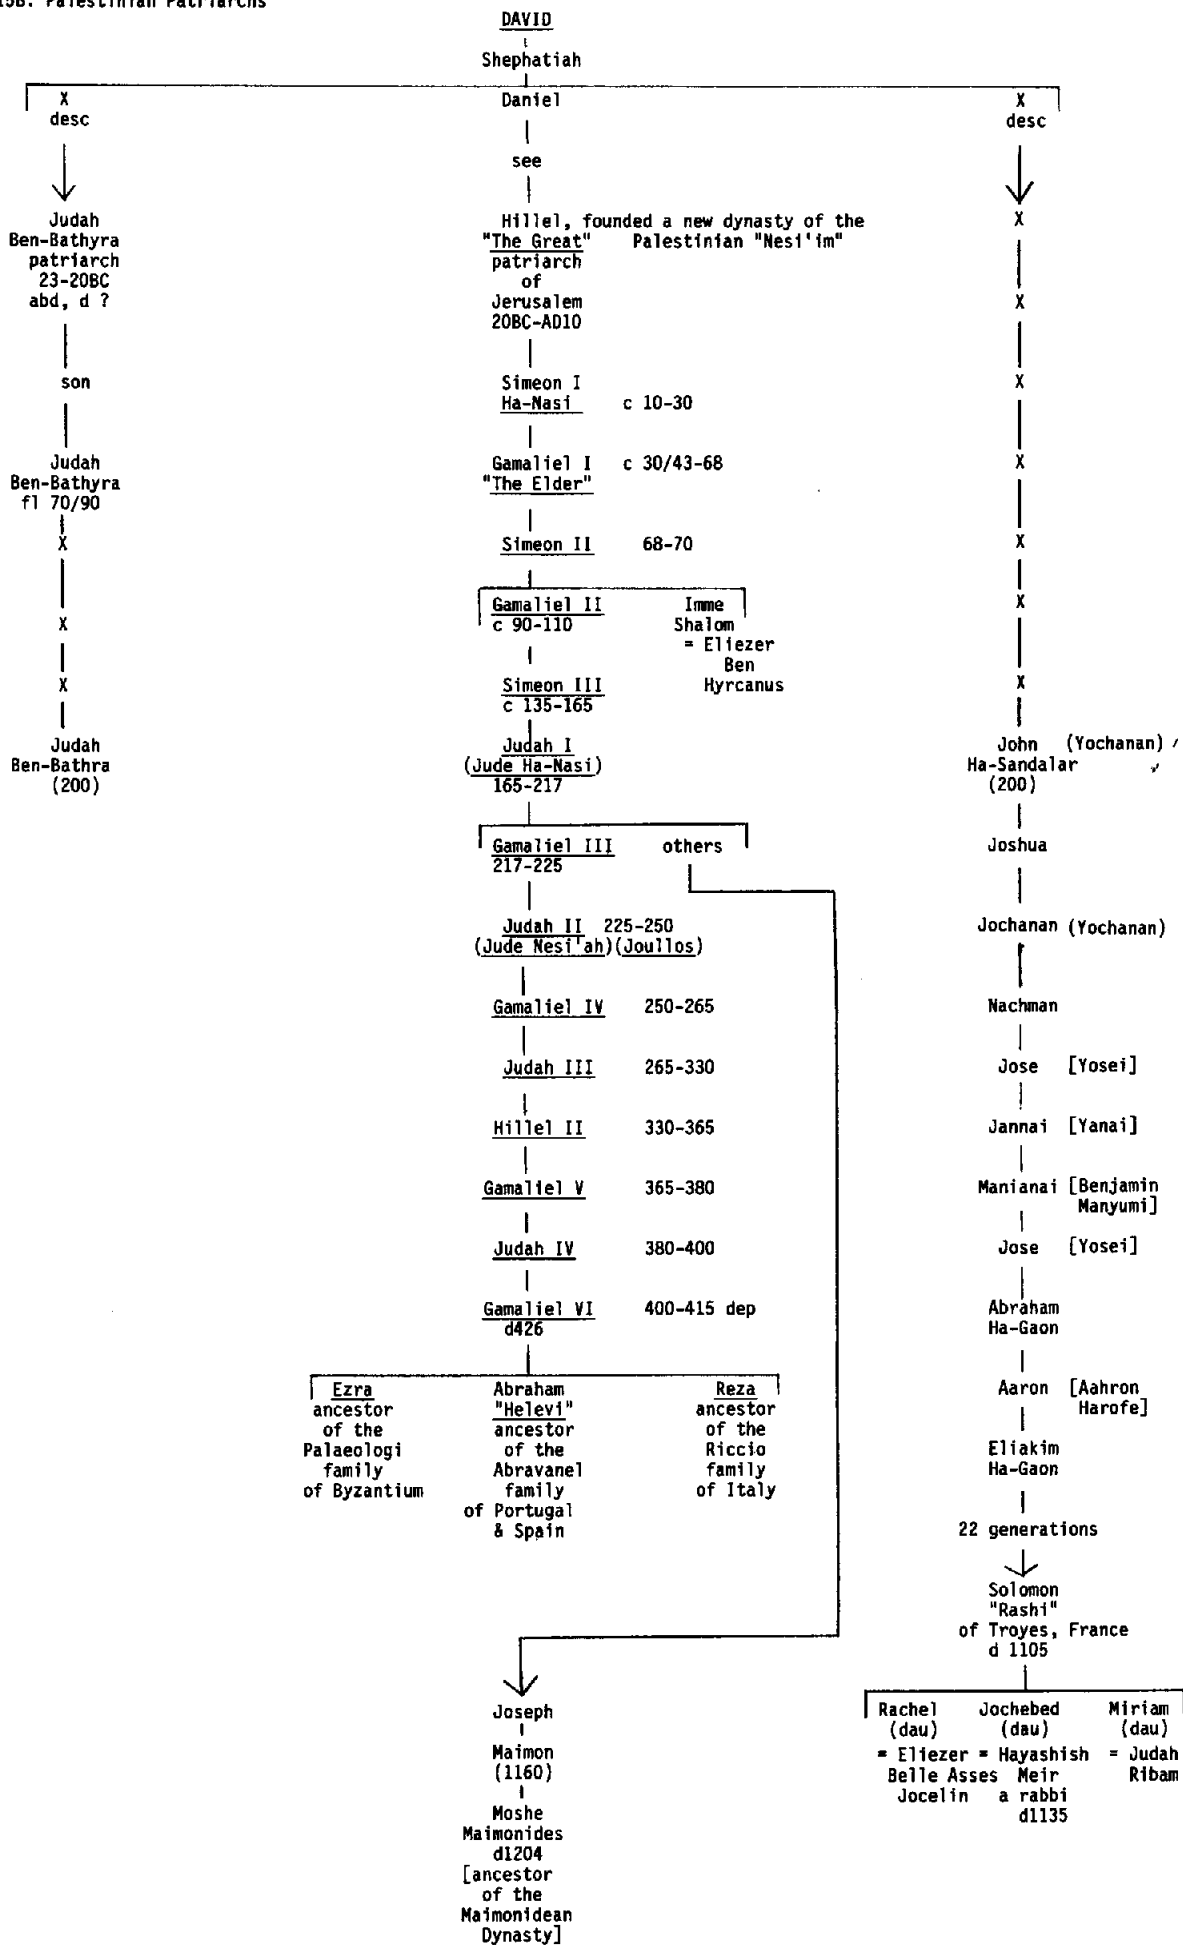 Palestinian Patriarchs
DAVID
Shephatiah
X
desc
Daniel
X
desc
see
Judah
Ben-Bathyra
patriarch
23-20BC
abd, d ?
Hillel, founded a new dynasty of the
"The Great" Palestinian "Nesi'im"
patriarch
of
Jerusalem
20BC-AD10
X
X
son
Simeon I
Ha-Nasi c 10-30
X
Judah
Ben-Bathyra
fl 70/90
Gamaliel I c 30/43-68
"The Elder"
X
X
Simeon II 68-70
X
X
Gamaliel II
c 90-110
Imme
Shalom
= Eliezer
Ben
Hyrcanus
X
X
Simeon III
c 135-165
X
Judah
Ben-Bathra
(200)
Judah I
(Jude Ha-Nasi)
165-217
John (Yochanan)
Ha-Sandalar
(200)
Gamaliel III others
217-225
Joshua
Judah II 225-250
(Jude Nesi'ah)(Joullos)
Jochanan (Yochanan)
Gamaliel IV 250-265
Nachman
Judah III 265-330
Jose [Yosei]
Hillel II 330-365
Jannai [Yanai]
Gamaliel V 365-380
Manianai [Benjamin
Manyumi]
Judah IV 380-400
Jose [Yosei]
Gamaliel VI 400-415 dep
d426
Abraham
Ha-Gaon
Ezra
ancestor
of the
Palaeologi
family
of Byzantium
Abraham
"Helevi"
ancestor
of the
Abravanel
family
of Portugal
& Spain
Reza
ancestor
of the
Riccio
family
of Italy
Aaron [Aahron
Harofe]
Eliakim
Ha-Gaon
22 generations
Solomon
"Rashi"
of Troyes, France
d 1105
Joseph
Maimon
(1160)
Moshe
Maimonides
d1204
[ancestor
of the
Maimonidean
Dynasty]
Rachel
(dau)
= Eliezer
Belle Asses
Jocelin
Jochebed
(dau)
= Hayashish
Meir
a rabbi
d1135
Miriam
(dau)
= Judah
Ribam